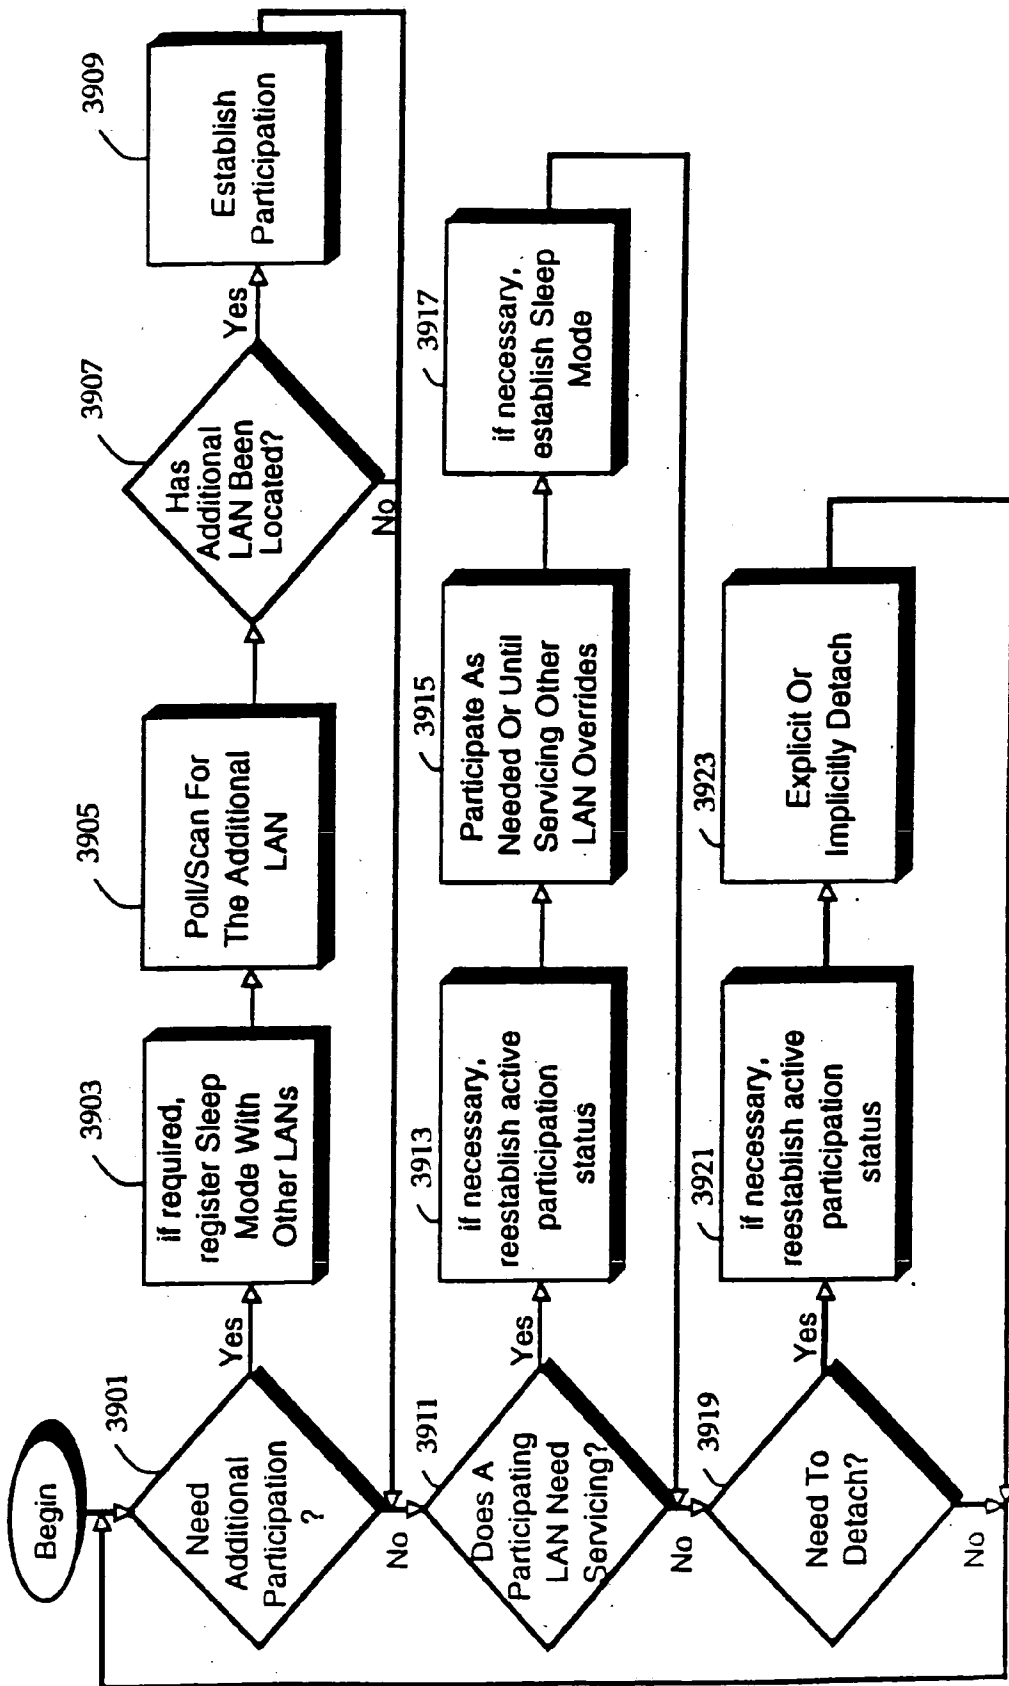 Begin
3901
Need
Additional
Participation
?
Yes
No
3903
if required,
register Sleep
Mode With
Other LANs
3905
Poll/Scan For
The Additional
LAN
3907
Has
Additional
LAN Been
Located?
Yes
No
3909
Establish
Participation
3911
Does A
Participating
LAN Need
Servicing?
Yes
No
3913
if necessary,
reestablish active
participation
status
3915
Participate As
Needed Or Until
Servicing Other
LAN Overrides
3917
if necessary,
establish Sleep
Mode
3919
Need To
Detach?
Yes
No
3921
if necessary,
reestablish active
participation
status
3923
Explicit Or
Implicitly Detach